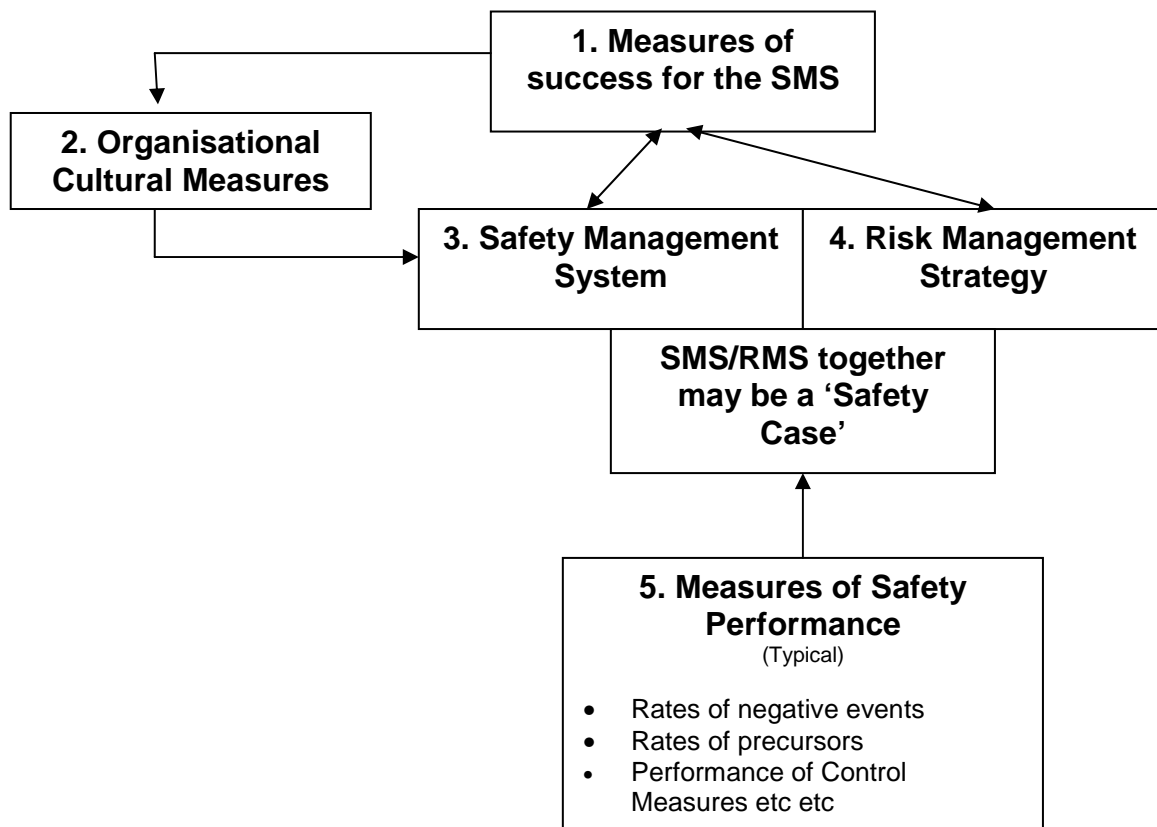 1. Measures of
success for the SMS
2. Organisational
Cultural Measures
3. Safety Management
System
4. Risk Management
Strategy
SMS/RMS together
may be a ‘Safety
Case’
5. Measures of Safety
Performance
(Typical)
• Rates of negative events
• Rates of precursors
• Performance of Control
Measures etc etc